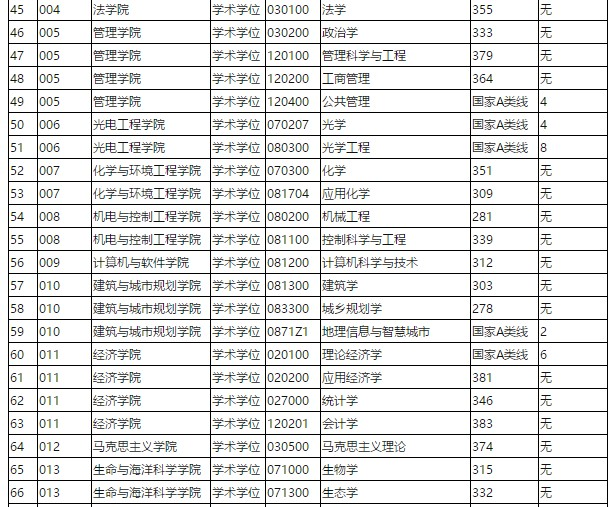 45 004 法学院 学术学位 030100 法学 355 无
46 005 管理学院 学术学位 030200 政治学 333 无
47 005 管理学院 学术学位 120100 管理科学与工程 379 无
48 005 管理学院 学术学位 120200 工商管理 364 无
49 005 管理学院 学术学位 120400 公共管理 国家A类线 4
50 006 光电工程学院 学术学位 070207 光学 国家A类线 4
51 006 光电工程学院 学术学位 080300 光学工程 国家A类线 8
52 007 化学与环境工程学院 学术学位 070300 化学 351 无
53 007 化学与环境工程学院 学术学位 081704 应用化学 309 无
54 008 机电与控制工程学院 学术学位 080200 机械工程 281 无
55 008 机电与控制工程学院 学术学位 081100 控制科学与工程 339 无
56 009 计算机与软件学院 学术学位 081200 计算机科学与技术 312 无
57 010 建筑与城市规划学院 学术学位 081300 建筑学 303 无
58 010 建筑与城市规划学院 学术学位 083300 城乡规划学 278 无
59 010 建筑与城市规划学院 学术学位 0871Z1 地理信息与智慧城市 国家A类线 2
60 011 经济学院 学术学位 020100 理论经济学 国家A类线 6
61 011 经济学院 学术学位 020200 应用经济学 381 无
62 011 经济学院 学术学位 027000 统计学 346 无
63 011 经济学院 学术学位 120201 会计学 383 无
64 012 马克思主义学院 学术学位 030500 马克思主义理论 374 无
65 013 生命与海洋科学学院 学术学位 071000 生物学 315 无
66 013 生命与海洋科学学院 学术学位 071300 生态学 332 无